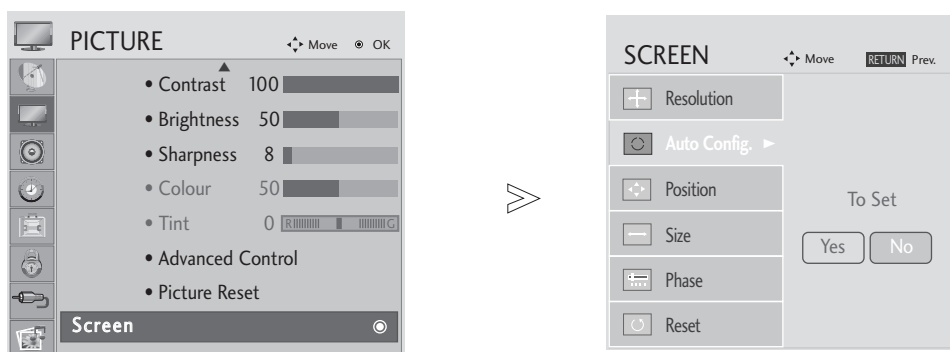 PICTURE
Move OK
• Contrast 100
• Brightness 50
• Sharpness 8
• Colour 50
• Tint 0 R G
• Advanced Control
• Picture Reset
Screen
SCREEN
Move RETURN Prev.
Resolution
Auto Config.
Position
Size
Phase
Reset
To Set
Yes No